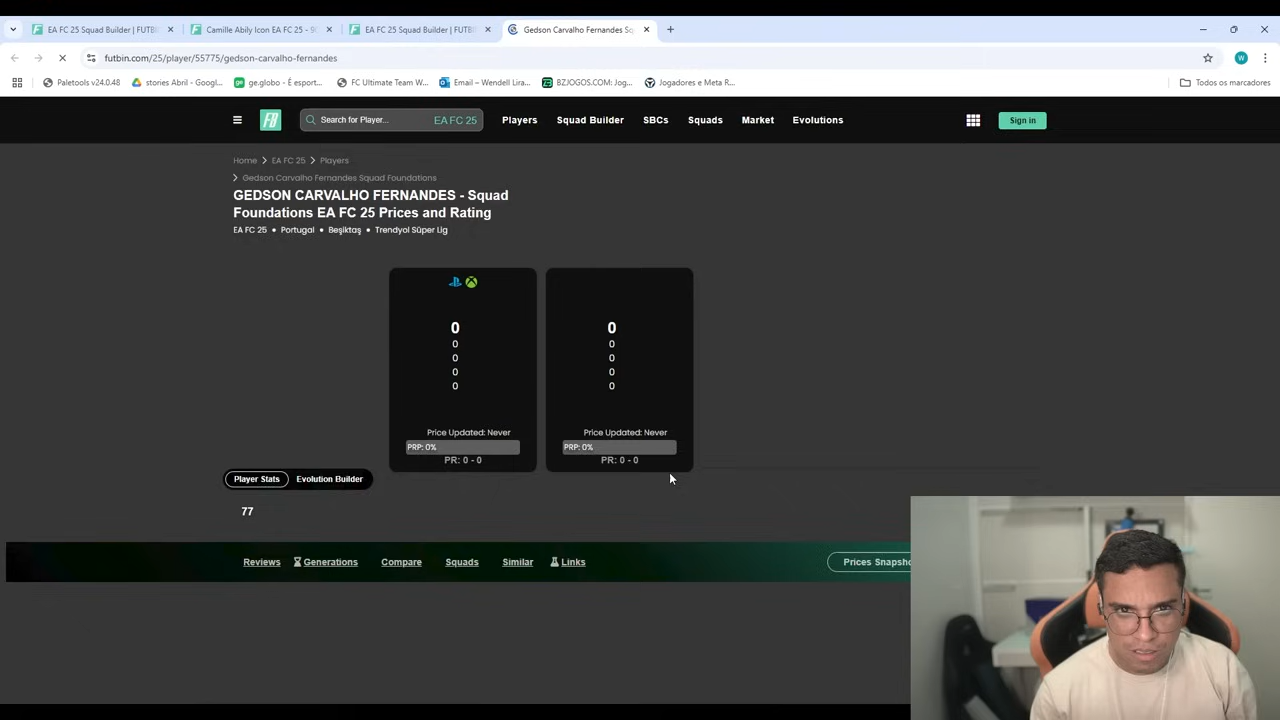 EA FC 25 Squad Builder | FUTBI
Camille Abily Icon EA FC 25 - 9
EA FC 25 Squad Builder | FUTBI
Gedson Carvalho Fernandes Sq
futbin.com/25/player/55775/gedson-carvalho-fernandes
W
Paletools v24.0.48
stories Abril - Googl...
ge
ge.globo - É esport...
FC Ultimate Team W...
Email – Wendell Lira...
BZJOGOS.COM: Jog...
Jogadores e Meta R...
Todos os marcadores
Search for Player...
EA FC 25
Players
Squad Builder
SBCs
Squads
Market
Evolutions
Sign in
Home
EA FC 25
Players
Gedson Carvalho Fernandes Squad Foundations
GEDSON CARVALHO FERNANDES - Squad
Foundations EA FC 25 Prices and Rating
EA FC 25 • Portugal • Beşiktaş • Trendyol Süper Lig
0
0
0
0
0
Price Updated: Never
PRP: 0%
PR: 0 - 0
0
0
0
0
0
Price Updated: Never
PRP: 0%
PR: 0 - 0
Player Stats
Evolution Builder
77
Reviews
Generations
Compare
Squads
Similar
Links
Prices Snapsho